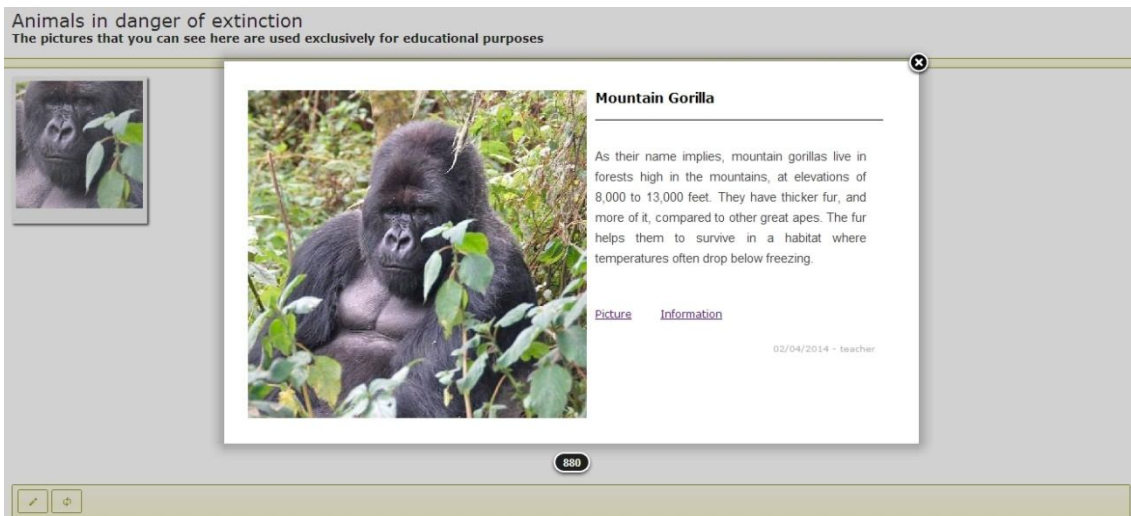 Animals in danger of extinction
The pictures that you can see here are used exclusively for educational purposes
Mountain Gorilla
As their name implies, mountain gorillas live in
forests high in the mountains, at elevations of
8,000 to 13,000 feet. They have thicker fur, and
more of it, compared to other great apes. The fur
helps them to survive in a habitat where
temperatures often drop below freezing.
Picture Information
02/04/2014 - teacher
880